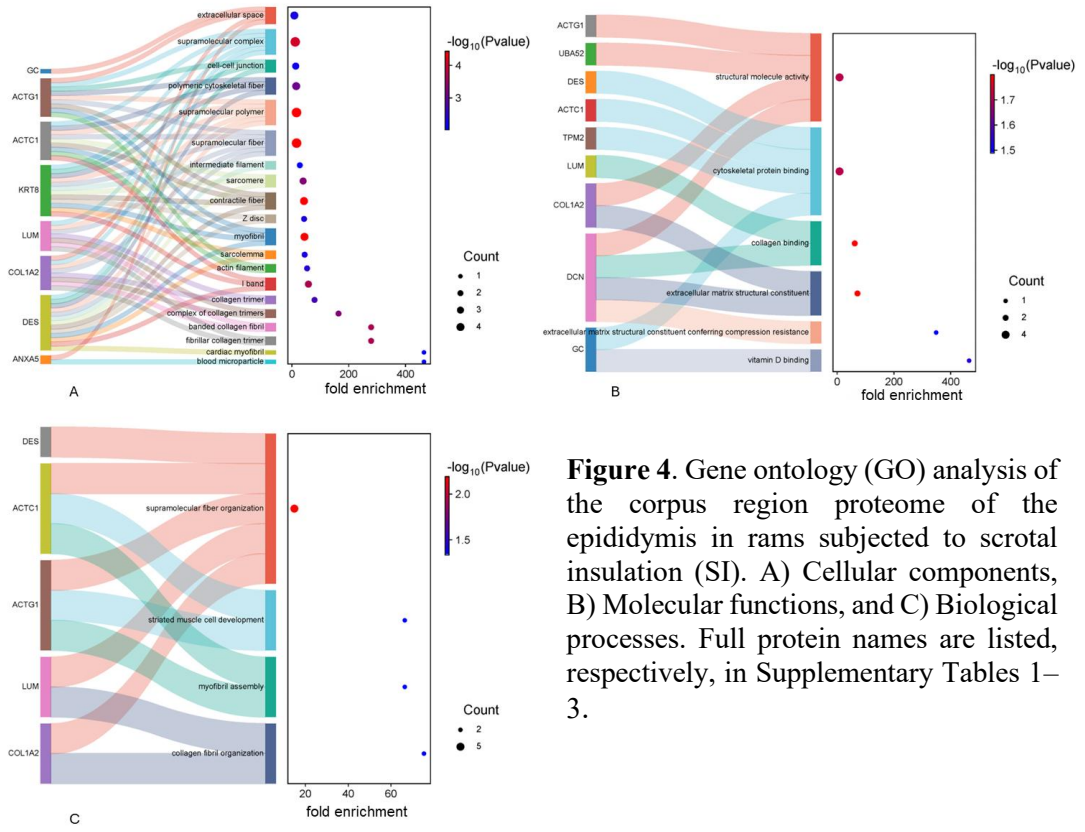 GC
ACTG1
ACTC1
KRT8
LUM
COL1A2
DES
ANXA5
extracellular space
supramolecular complex
cell-cell junction
polymeric cytoskeletal fiber
supramolecular polymer
supramolecular fiber
intermediate filament
sarcomere
contractile fiber
Z disc
myofibril
sarcolemma
actin filament
I band
collagen trimer
complex of collagen trimers
banded collagen fibril
fibrillar collagen trimer
cardiac myofibril
blood microparticle
0 200 400
fold enrichment
-log10(Pvalue)
4
3
Count
1
2
3
4
A
ACTG1
UBA52
DES
ACTC1
TPM2
LUM
COL1A2
DCN
GC
structural molecule activity
cytoskeletal protein binding
collagen binding
extracellular matrix structural constituent
extracellular matrix structural constituent conferring compression resistance
vitamin D binding
0 200 400
fold enrichment
-log10(Pvalue)
1.7
1.6
1.5
Count
1
2
4
B
DES
ACTC1
ACTG1
LUM
COL1A2
supramolecular fiber organization
striated muscle cell development
myofibril assembly
collagen fibril organization
20 40 60
fold enrichment
-log10(Pvalue)
2.0
1.5
Count
2
5
C
Figure 4. Gene ontology (GO) analysis of
the corpus region proteome of the
epididymis in rams subjected to scrotal
insulation (SI). A) Cellular components,
B) Molecular functions, and C) Biological
processes. Full protein names are listed,
respectively, in Supplementary Tables 1–
3.